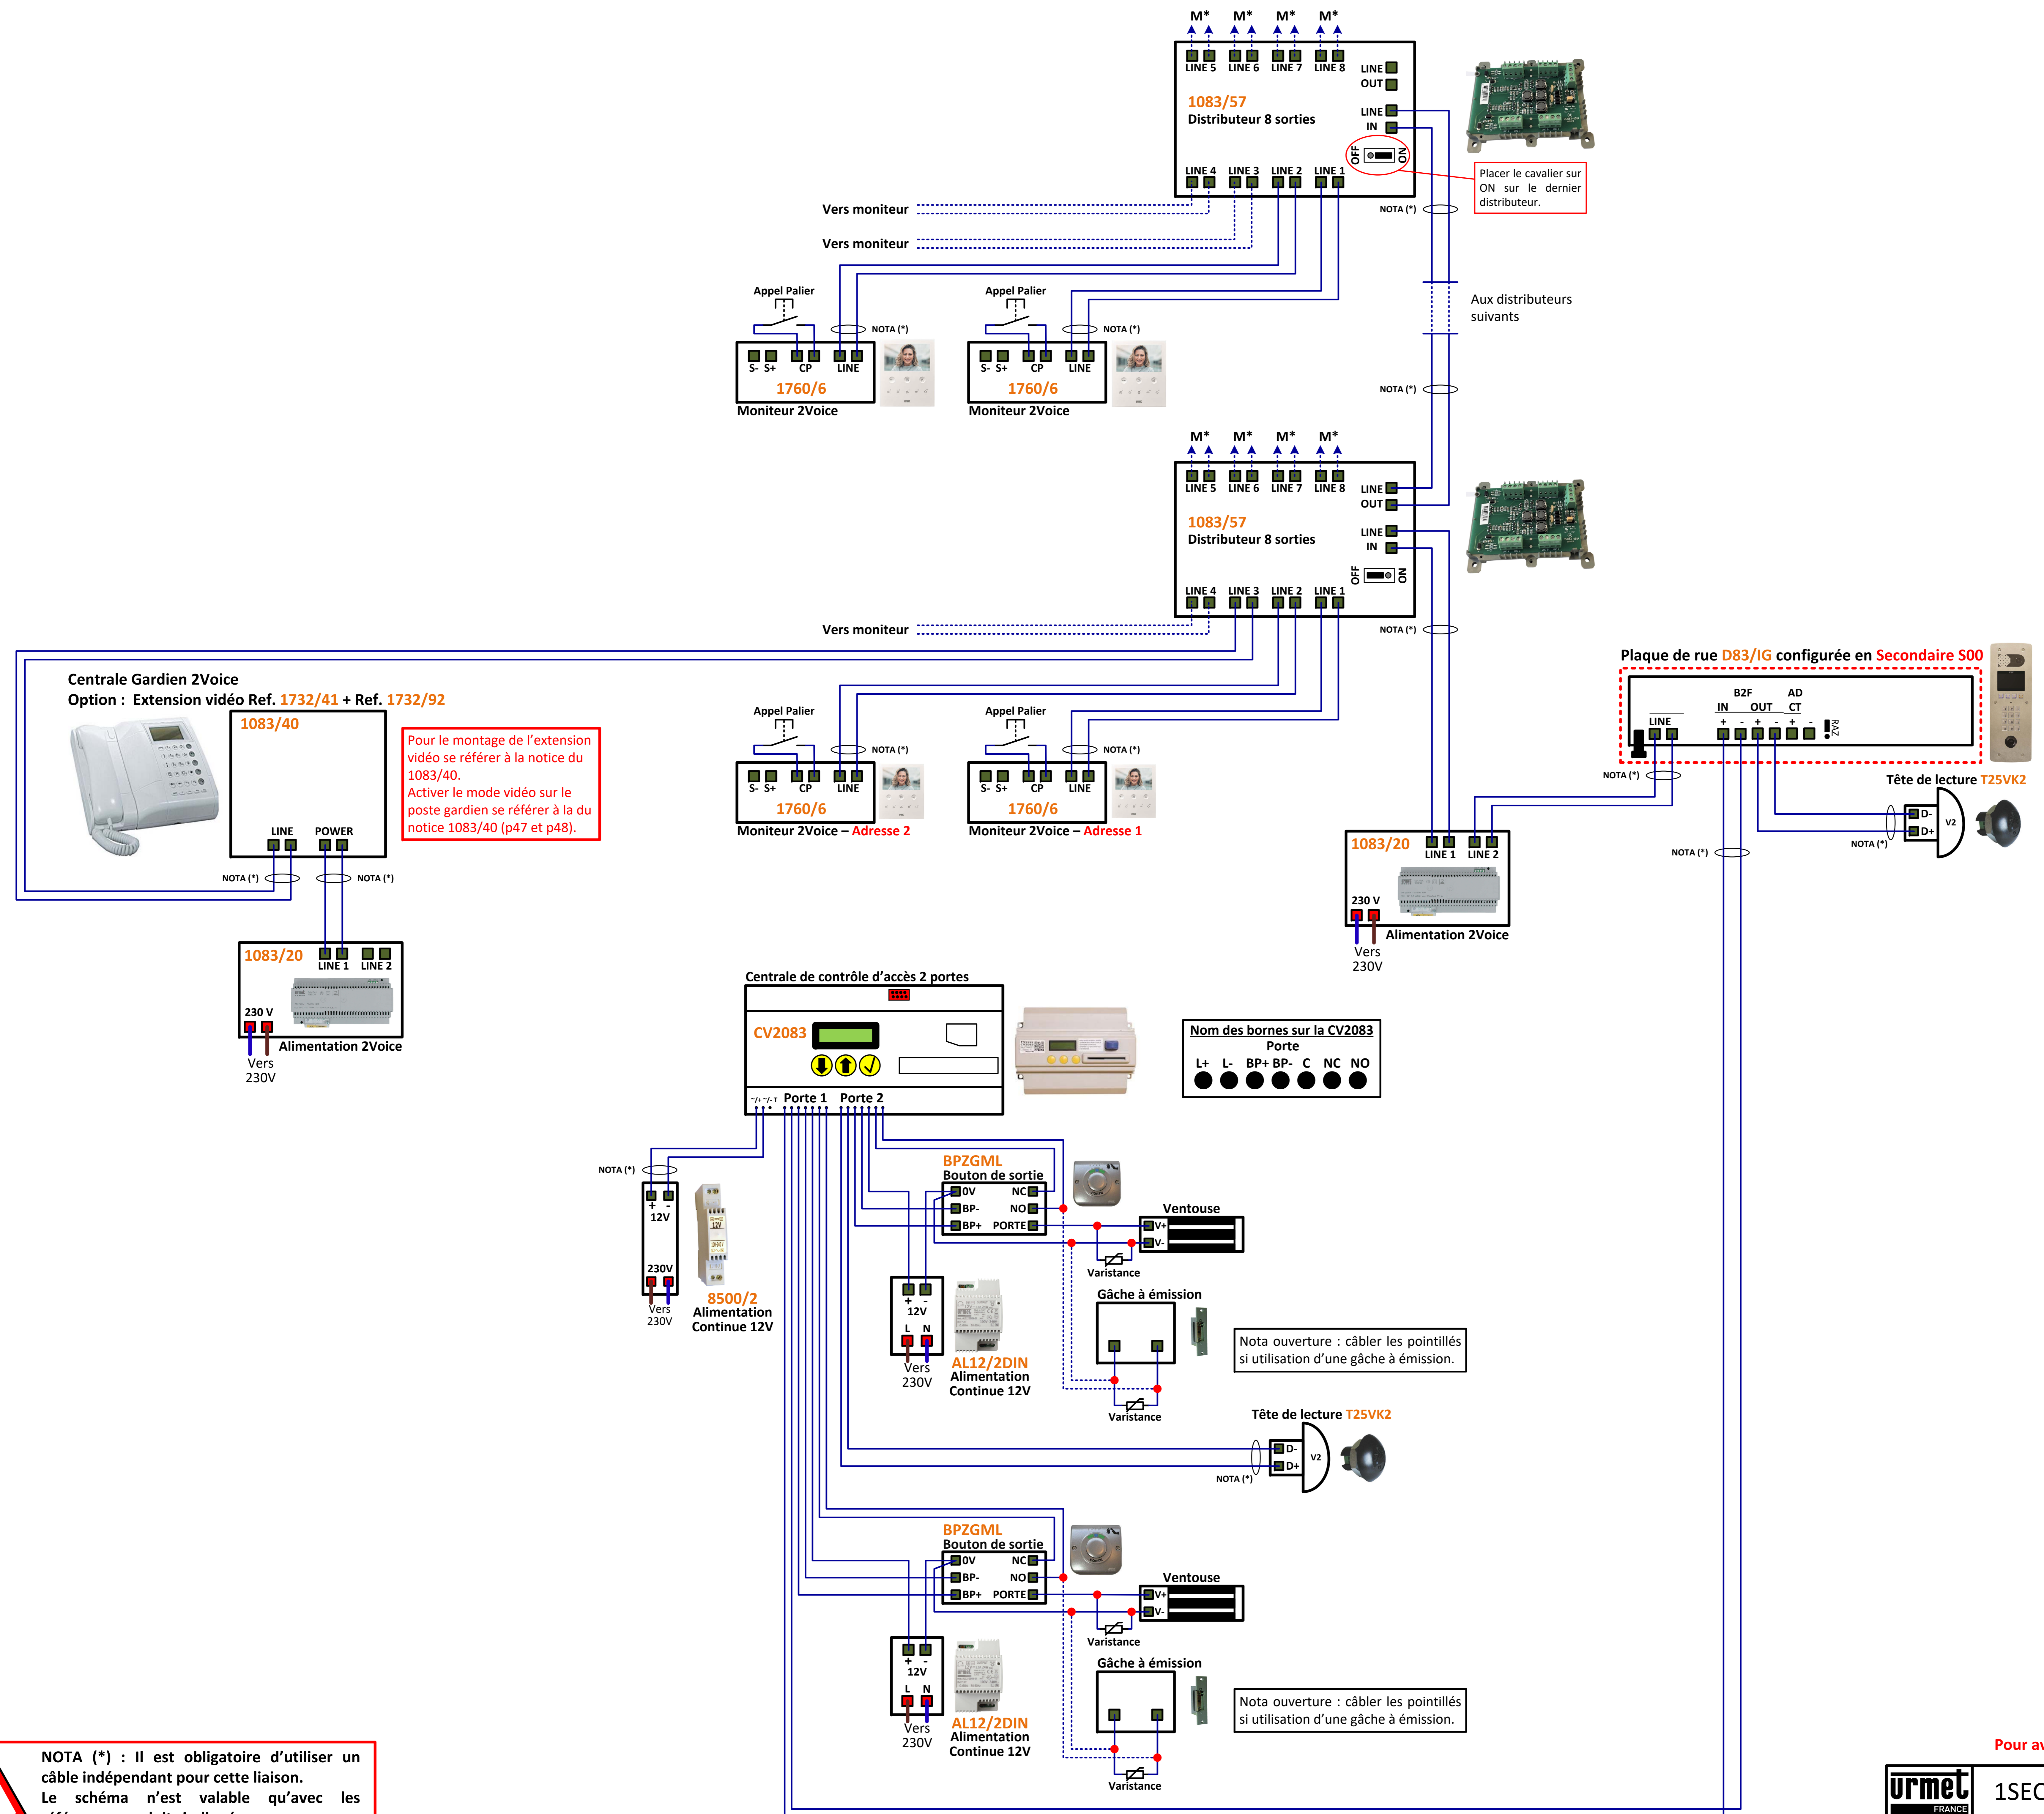 M* M* M* M*
LINE 5 LINE 6 LINE 7 LINE 8
LINE
OUT
1083/57
Distributeur 8 sorties
LINE
IN
OFF ON
LINE 4 LINE 3 LINE 2 LINE 1
Placer le cavalier sur
ON sur le dernier
distributeur.
NOTA (*)
Vers moniteur
Vers moniteur
Aux distributeurs
suivants
Appel Palier
NOTA (*)
S- S+ CP LINE
1760/6
Moniteur 2Voice
Appel Palier
NOTA (*)
S- S+ CP LINE
1760/6
Moniteur 2Voice
NOTA (*)
M* M* M* M*
LINE 5 LINE 6 LINE 7 LINE 8
LINE
OUT
1083/57
Distributeur 8 sorties
LINE
IN
OFF ON
LINE 4 LINE 3 LINE 2 LINE 1
Vers moniteur
NOTA (*)
Centrale Gardien 2Voice
Option : Extension vidéo Ref. 1732/41 + Ref. 1732/92
1083/40
LINE POWER
NOTA (*) NOTA (*)
Pour le montage de l’extension
vidéo se référer à la notice du
1083/40.
Activer le mode vidéo sur le
poste gardien se référer à la du
notice 1083/40 (p47 et p48).
1083/20
LINE 1 LINE 2
230 V
Alimentation 2Voice
Vers
230V
Appel Palier
NOTA (*)
S- S+ CP LINE
1760/6
Moniteur 2Voice – Adresse 2
Appel Palier
NOTA (*)
S- S+ CP LINE
1760/6
Moniteur 2Voice – Adresse 1
Plaque de rue D83/IG configurée en Secondaire S00
B2F AD
IN OUT CT
LINE + - + - + -
RAZ
NOTA (*)
Tête de lecture T25VK2
D-
D+
V2
NOTA (*)
NOTA (*)
1083/20
LINE 1 LINE 2
230 V
Alimentation 2Voice
Vers
230V
Centrale de contrôle d’accès 2 portes
CV2083
~/+ ~/- T Porte 1 Porte 2
Nom des bornes sur la CV2083
Porte
L+ L- BP+ BP- C NC NO
NOTA (*)
+ -
12V
230V
Vers
230V
8500/2
Alimentation
Continue 12V
BPZGML
Bouton de sortie
0V NC
BP- NO
BP+ PORTE
Ventouse
V+
V-
Varistance
+ -
12V
L N
Vers
230V
AL12/2DIN
Alimentation
Continue 12V
Gâche à émission
Varistance
Nota ouverture : câbler les pointillés
si utilisation d’une gâche à émission.
Tête de lecture T25VK2
D-
D+
V2
NOTA (*)
BPZGML
Bouton de sortie
0V NC
BP- NO
BP+ PORTE
Ventouse
V+
V-
Varistance
+ -
12V
L N
Vers
230V
AL12/2DIN
Alimentation
Continue 12V
Gâche à émission
Varistance
Nota ouverture : câbler les pointillés
si utilisation d’une gâche à émission.
NOTA (*) : Il est obligatoire d’utiliser un
câble indépendant pour cette liaison.
Le schéma n’est valable qu’avec les
Pour av
urmet
FRANCE
1SEC